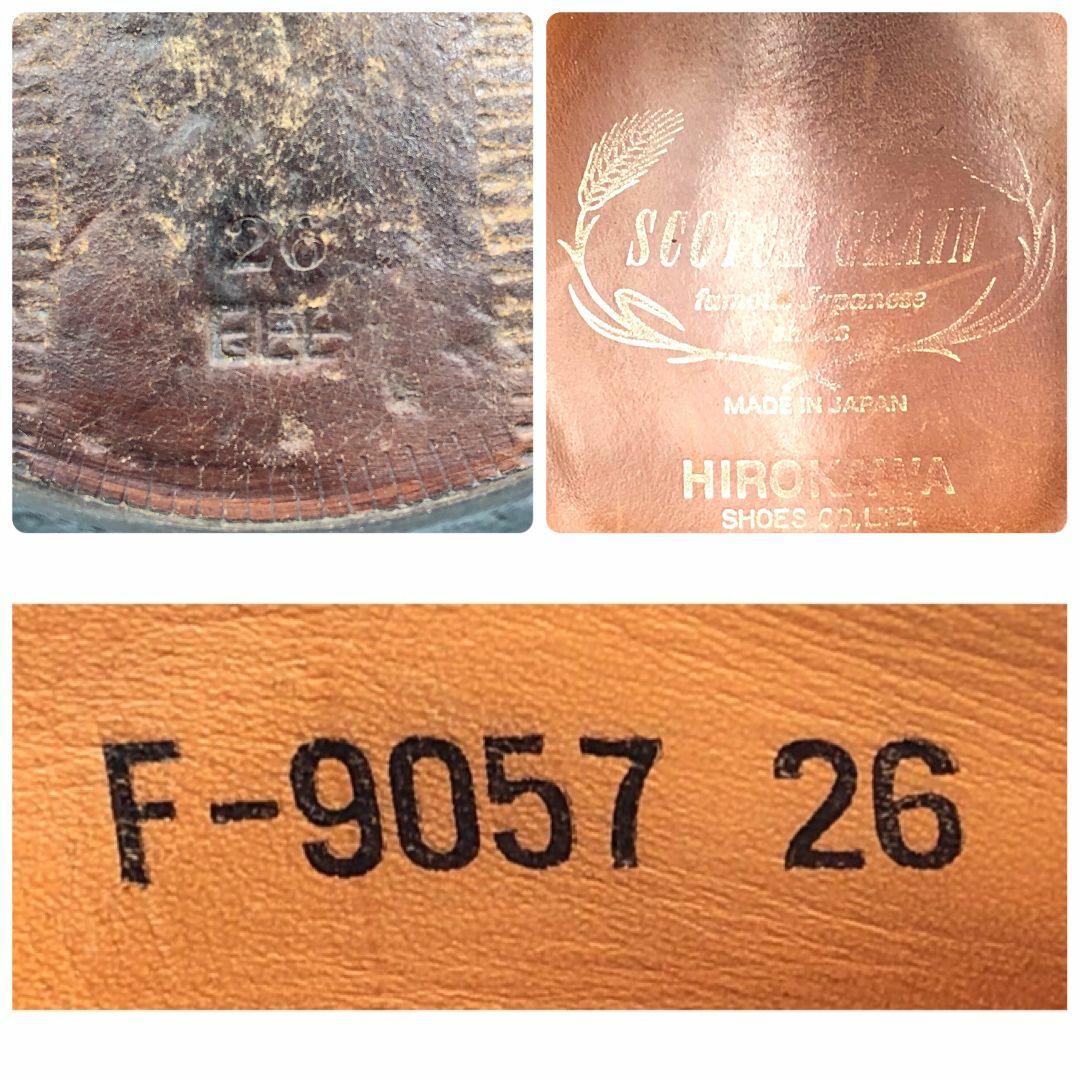 26
EEE
SCOTCH GRAIN
famous Japanese
shoes
MADE IN JAPAN
HIROKAWA
SHOES CO.,LTD.
F-9057 26